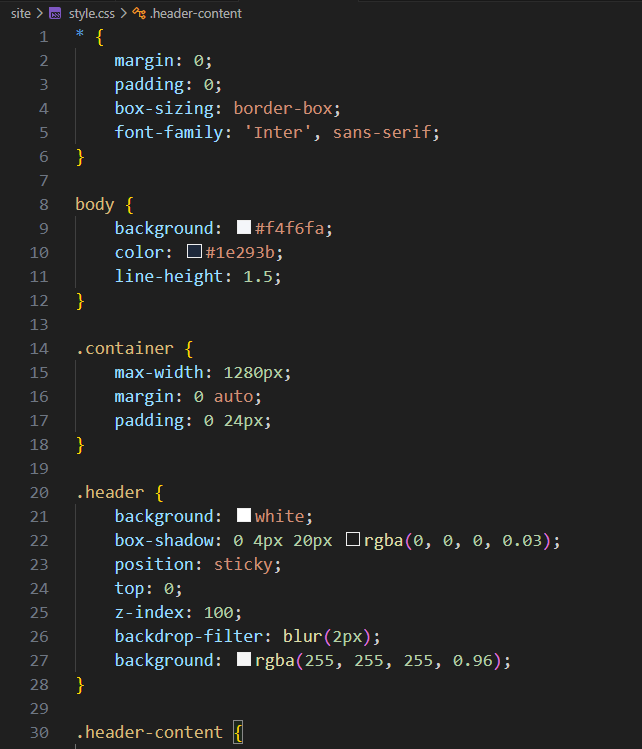 site > style.css > .header-content
1 * {
2 margin: 0;
3 padding: 0;
4 box-sizing: border-box;
5 font-family: 'Inter', sans-serif;
6 }
7
8 body {
9 background: #f4f6fa;
10 color: #1e293b;
11 line-height: 1.5;
12 }
13
14 .container {
15 max-width: 1280px;
16 margin: 0 auto;
17 padding: 0 24px;
18 }
19
20 .header {
21 background: white;
22 box-shadow: 0 4px 20px rgba(0, 0, 0, 0.03);
23 position: sticky;
24 top: 0;
25 z-index: 100;
26 backdrop-filter: blur(2px);
27 background: rgba(255, 255, 255, 0.96);
28 }
29
30 .header-content {